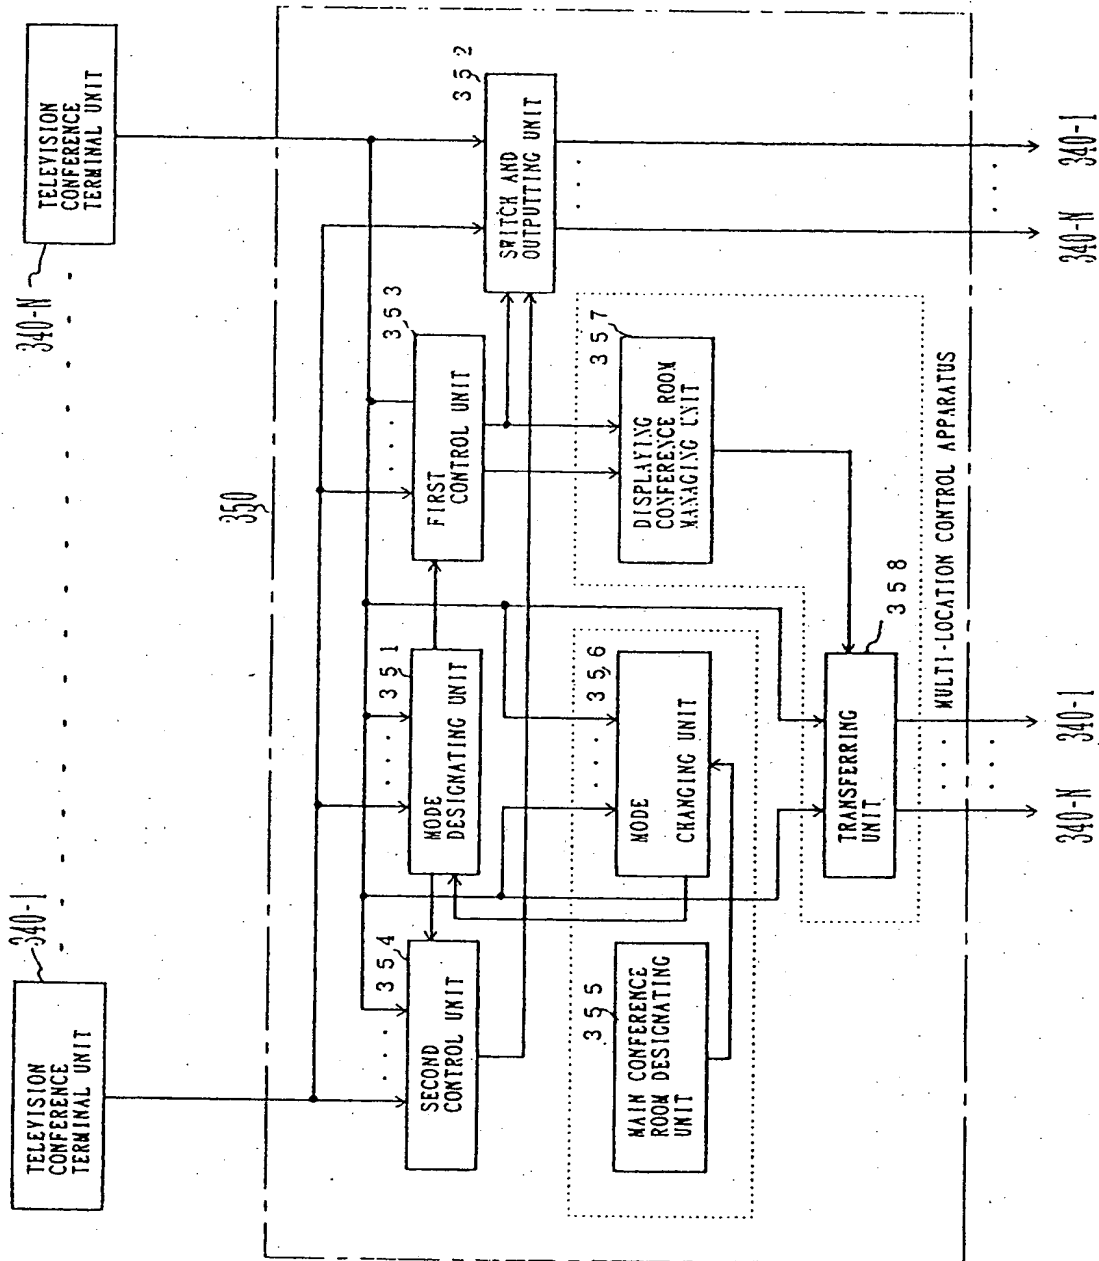 TELEVISION
CONFERENCE
TERMINAL UNIT
340-1
TELEVISION
CONFERENCE
TERMINAL UNIT
340-N
350
SECOND
CONTROL UNIT
354
MODE
DESIGNATING UNIT
351
FIRST
CONTROL UNIT
353
SWITCH AND
OUTPUTTING UNIT
352
MAIN CONFERENCE
ROOM DESIGNATING
UNIT
355
MODE
CHANGING UNIT
356
DISPLAYING
CONFERENCE ROOM
MANAGING UNIT
357
TRANSFERRING
UNIT
358
MULTI-LOCATION CONTROL APPARATUS
340-N
340-1
340-N
340-1